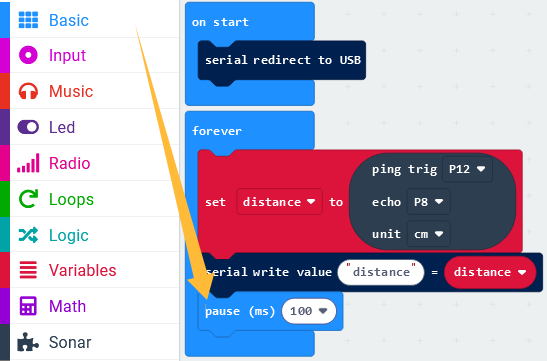 Basic
Input
Music
Led
Radio
Loops
Logic
Variables
Math
Sonar
on start
serial redirect to USB
forever
set distance to ping trig P12
echo P8
unit cm
serial write value "distance" = distance
pause (ms) 100